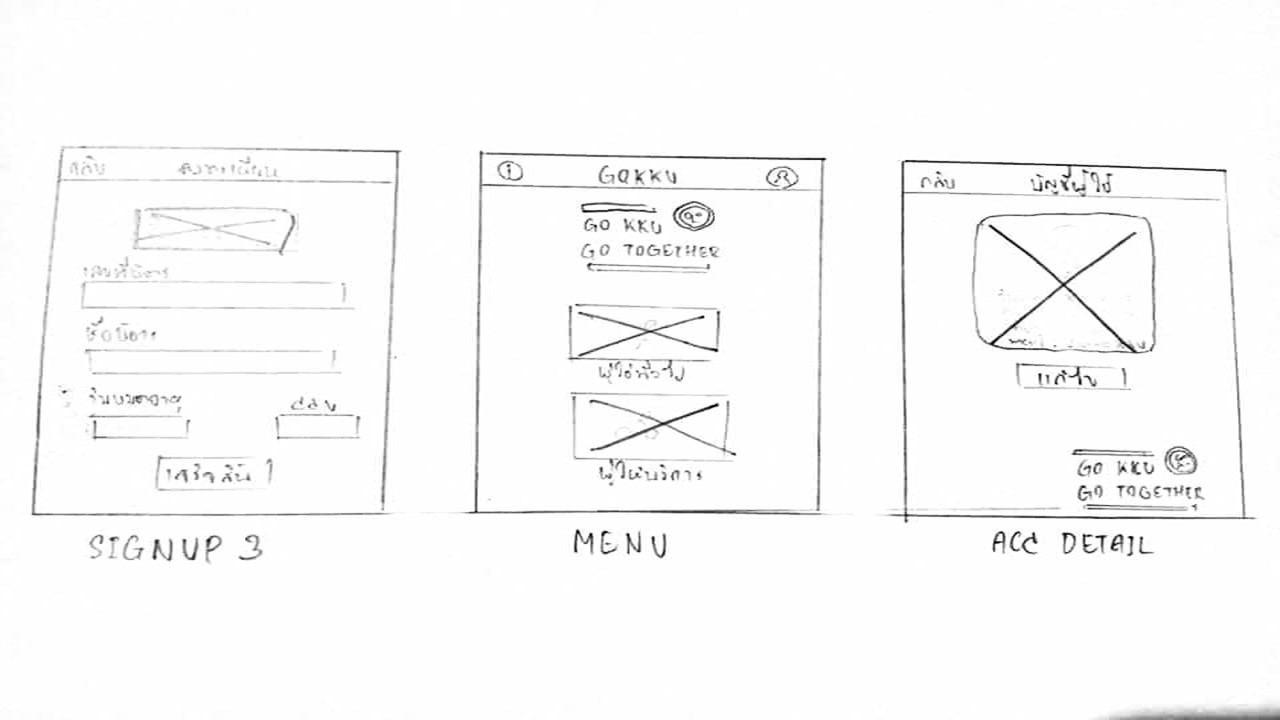 กลับ ลงทะเบียน
เลขที่บัตร
ชื่อบัตร
วันหมดอายุ
เสร็จสิ้น
SIGNUP 3
i GOKKU
GO KKU
GO TOGETHER
ผู้ใช้ทั่วไป
ผู้ให้บริการ
MENU
กลับ บัญชีผู้ใช้
แก้ไข
GO KKU
GO TOGETHER
ACC DETAIL